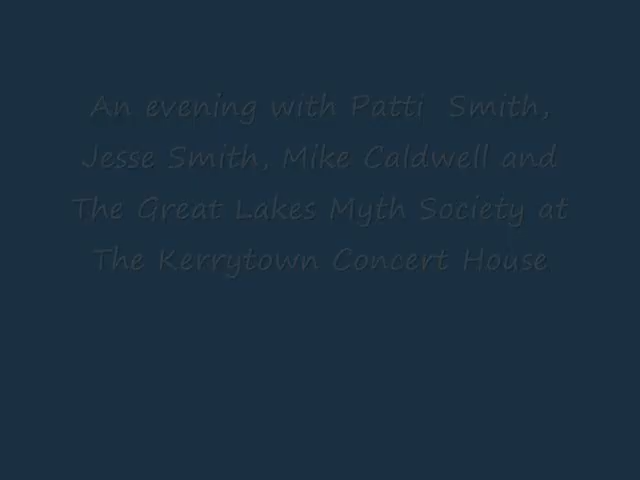 An evening with Patti Smith,
Jesse Smith, Mike Caldwell and
The Great Lakes Myth Society at
The Kerrytown Concert House